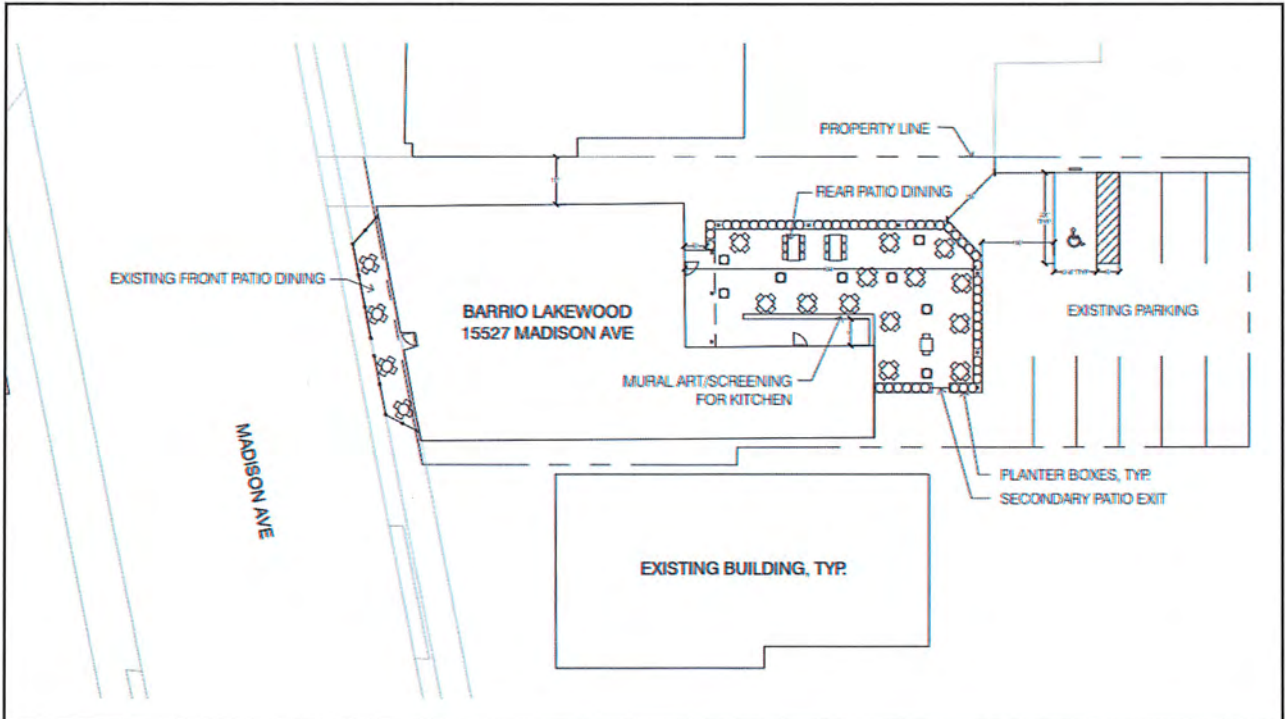 PROPERTY LINE
REAR PATIO DINING
EXISTING FRONT PATIO DINING
BARRIO LAKEWOOD
15527 MADISON AVE
EXISTING PARKING
MURAL ART/SCREENING
FOR KITCHEN
MADISON AVE
PLANTER BOXES, TYP.
SECONDARY PATIO EXIT
EXISTING BUILDING, TYP.